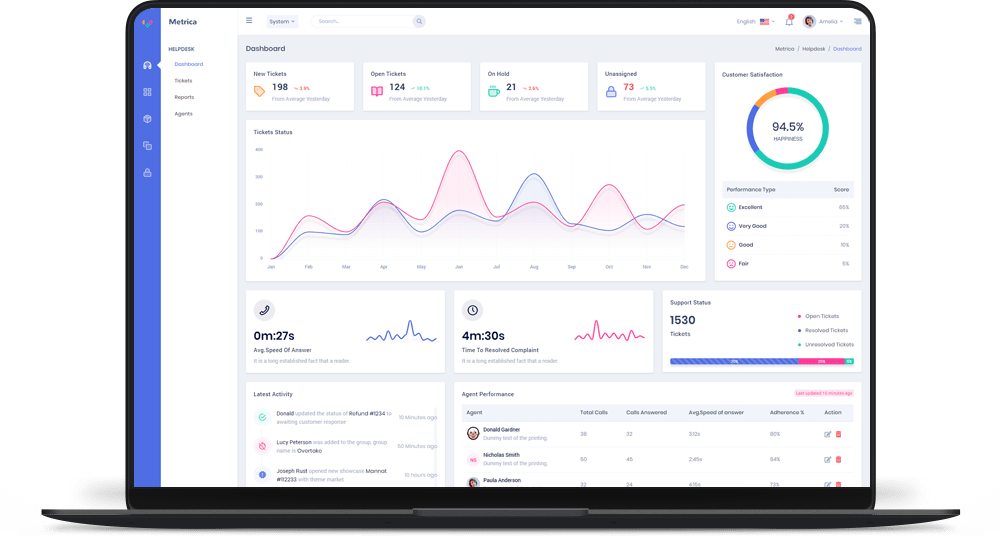 Metrica
System
Search...
English
Amelia
HELPDESK
Dashboard
Tickets
Reports
Agents
Dashboard
Metrica / Helpdesk / Dashboard
New Tickets
198
2.9%
From Average Yesterday
Open Tickets
124
From Average Yesterday
On Hold
21
2.6%
From Average Yesterday
Unassigned
73
5.5%
From Average Yesterday
Customer Satisfaction
94.5%
HAPPINESS
Performance Type Score
Excellent 65%
Very Good 20%
Good 10%
Fair 5%
Tickets Status
400
300
200
100
0
Jan Feb Mar Apr May Jun Jul Aug Sep Oct Nov Dec
0m:27s
Avg.Speed Of Answer
It is a long established fact that a reader.
4m:30s
Time To Resolved Complaint
It is a long established fact that a reader.
Support Status
1530
Tickets
Open Tickets
Resolved Tickets
Unresolved Tickets
Latest Activity
Donald updated the status of Refund #1234 to awaiting customer response
10 Minutes ago
Lucy Peterson was added to the group, group name is Overtake
50 Minutes ago
Joseph Rust opened new showcase Mannat #112233 with theme market
10 hours ago
Agent Performance
Last updated 15 minute ago
Agent Total Calls Calls Answered Avg.Speed of answer Adherence % Action
Donald Gardner
Dummy text of the printing.
38 32 3:12s 80%
NS
Nicholas Smith
Dummy text of the printing.
50 45 2:45s 84%
Paula Anderson
32 24 4:15s 73%